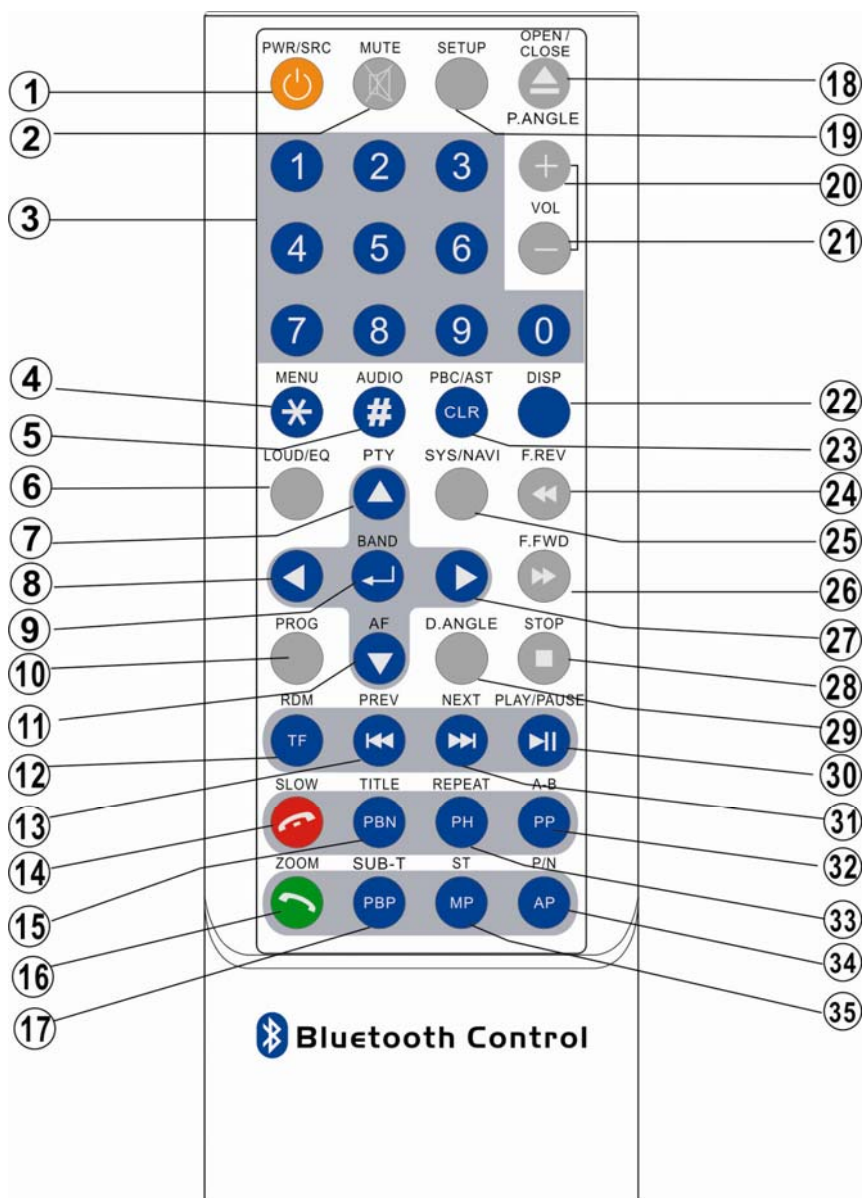 OPEN /
PWR/SRC MUTE SETUP CLOSE
1 18
2 P.ANGLE 19
1 2 3 + 20
3 VOL
4 5 6 − 21
7 8 9 0
4 MENU AUDIO PBC/AST DISP 22
5 * # CLR 23
6 LOUD/EQ PTY SYS/NAVI F.REV 24
7 25
8 BAND F.FWD 26
9 27
10 PROG AF D.ANGLE STOP 28
11 RDM PREV NEXT PLAY/PAUSE 29
12 TF 30
13 SLOW TITLE REPEAT A-B 31
14 PBN PH PP 32
15 ZOOM SUB-T ST P/N 33
16 PBP MP AP 34
17 35
Bluetooth Control